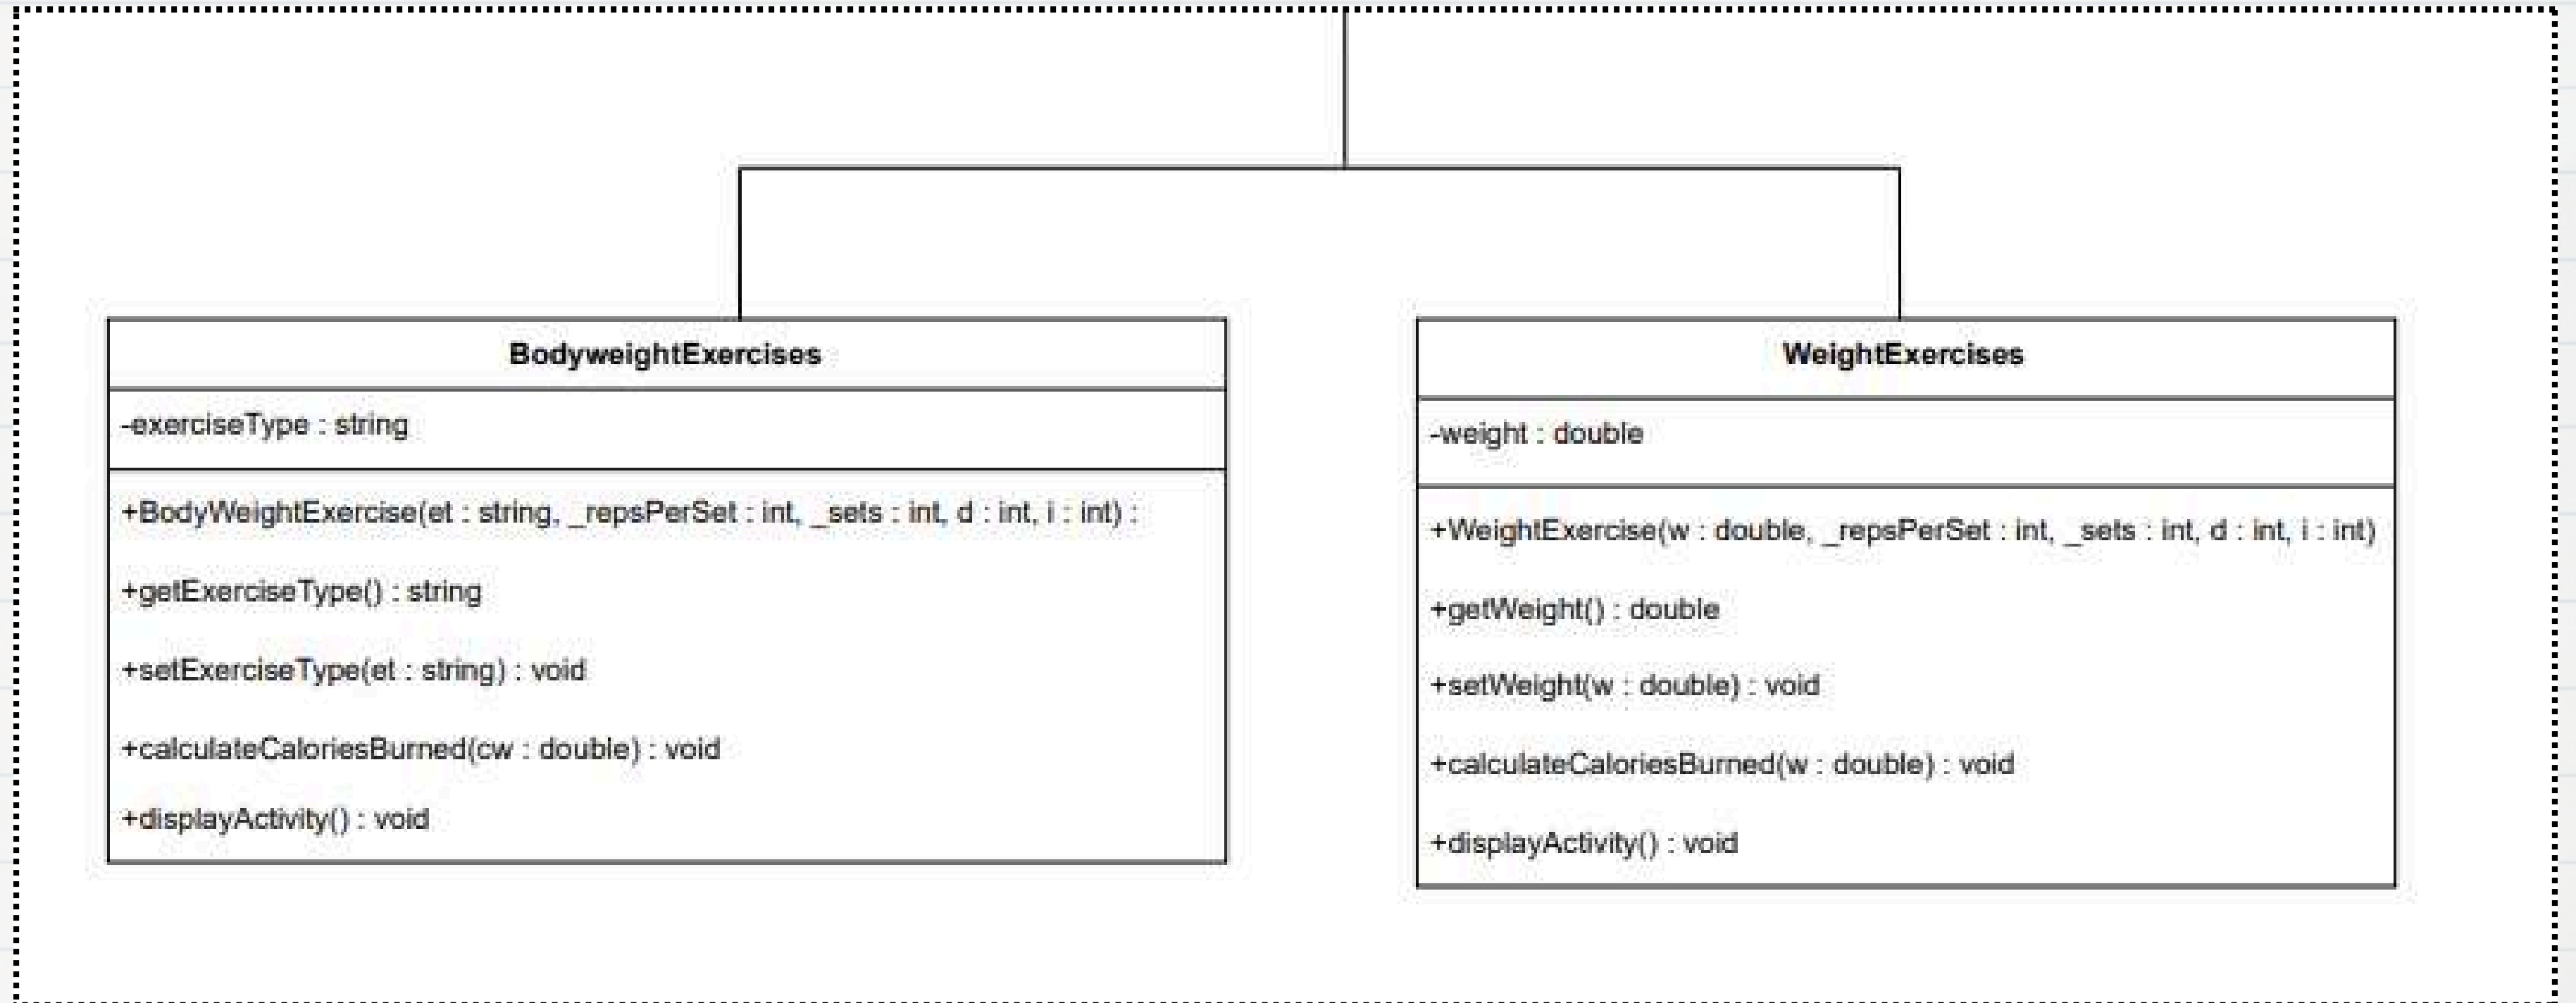 BodyweightExercises
-exerciseType : string
+BodyWeightExercise(et : string, _repsPerSet : int, _sets : int, d : int, i : int) :
+getExerciseType() : string
+setExerciseType(et : string) : void
+calculateCaloriesBurned(cw : double) : void
+displayActivity() : void
WeightExercises
-weight : double
+WeightExercise(w : double, _repsPerSet : int, _sets : int, d : int, i : int)
+getWeight() : double
+setWeight(w : double) : void
+calculateCaloriesBurned(w : double) : void
+displayActivity() : void